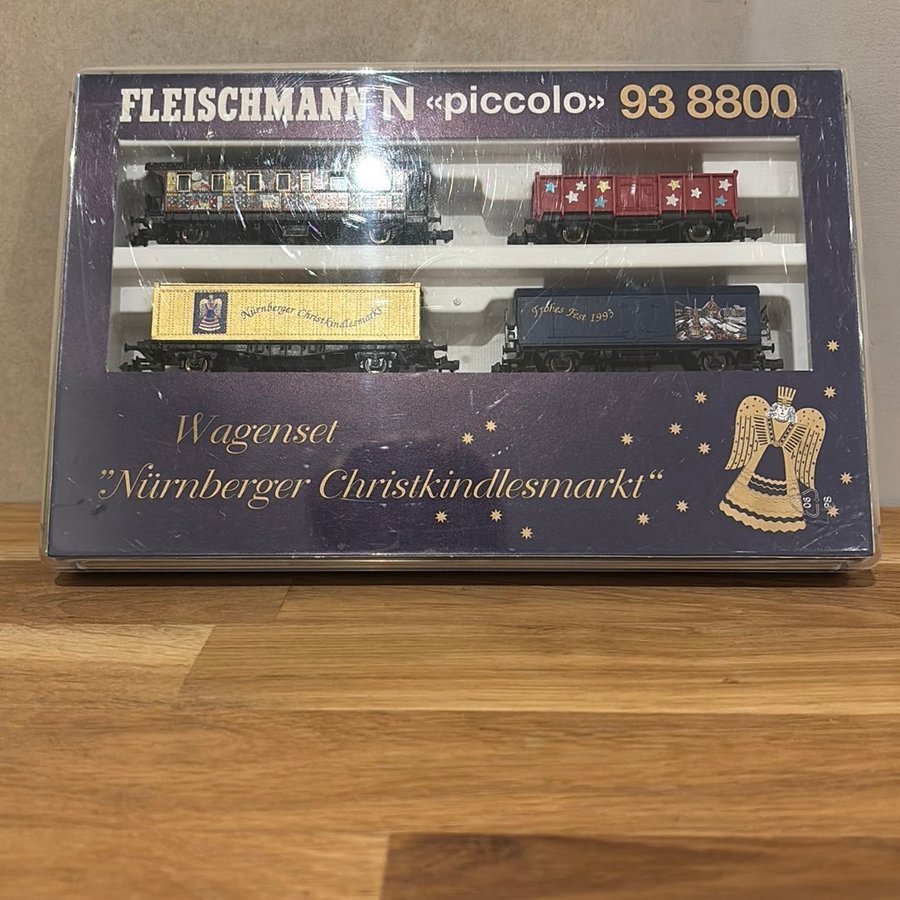 FLEISCHMANN N «piccolo» 93 8800
Nürnberger Christkindlesmarkt
Frohes Fest 1993
Wagenset
"Nürnberger Christkindlesmarkt“